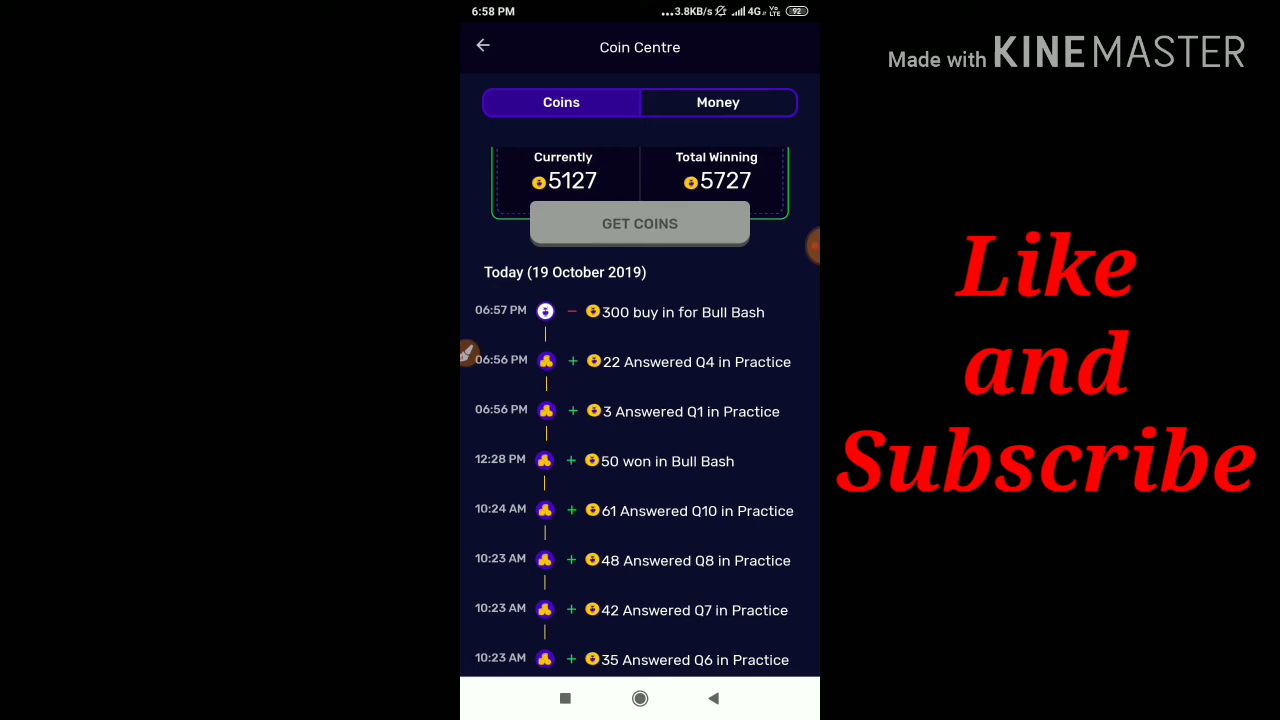 6:58 PM
...3.8KB/s 4G Vo LTE 92
Made with KINEMASTER
Coin Centre
Coins Money
Currently Total Winning
5127 5727
GET COINS
Today (19 October 2019)
06:57 PM - 300 buy in for Bull Bash
06:56 PM + 22 Answered Q4 in Practice
06:56 PM + 3 Answered Q1 in Practice
12:28 PM + 50 won in Bull Bash
10:24 AM + 61 Answered Q10 in Practice
10:23 AM + 48 Answered Q8 in Practice
10:23 AM + 42 Answered Q7 in Practice
10:23 AM + 35 Answered Q6 in Practice
Like
and
Subscribe